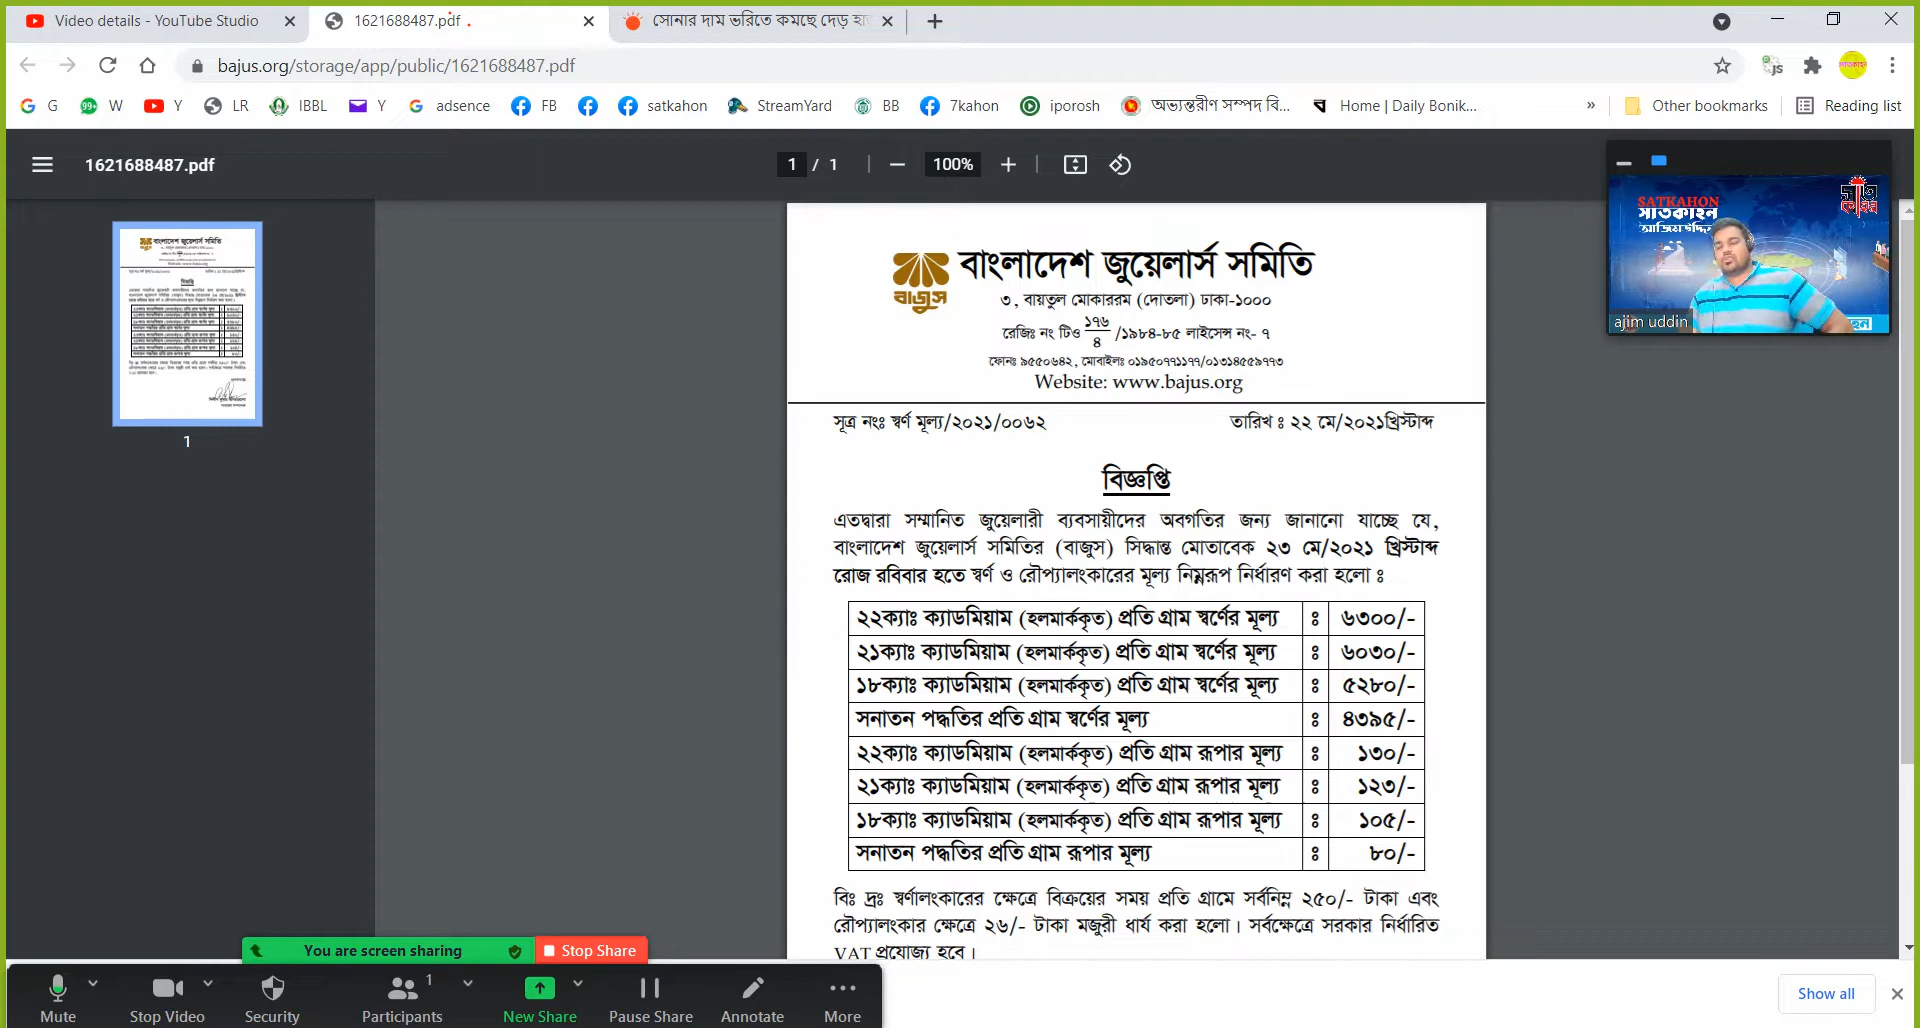 Video details - YouTube Studio
1621688487.pdf
সোনার দাম ভরিতে কমছে দেড়
bajus.org/storage/app/public/1621688487.pdf
G W Y LR IBBL Y adsence FB satkahon StreamYard BB 7kahon iporosh অভ্যন্তরীণ সম্পদ বি... Home | Daily Bonik... » Other bookmarks Reading list
1621688487.pdf
1 / 1
100%
SATKAHON
সাতকাহন
ajim uddin
1
বাংলাদেশ জুয়েলার্স সমিতি
বাজুস
৩, বায়তুল মোকাররম (দোতলা) ঢাকা-১০০০
রেজিঃ নং টিও ১৭৬/৪ /১৯৮৪-৮৫ লাইসেন্স নং- ৭
ফোনঃ ৯৫৫০৬৪২, মোবাইলঃ ০১৯৫০৭৭১১৭৭/০১৩১৪৫৫৯৭৭৩
Website: www.bajus.org
সূত্র নংঃ স্বর্ণ মূল্য/২০২১/০০৬২
তারিখ ঃ ২২ মে/২০২১খ্রিস্টাব্দ
বিজ্ঞপ্তি
এতদ্বারা সম্মানিত জুয়েলারী ব্যবসায়ীদের অবগতির জন্য জানানো যাচ্ছে যে,
বাংলাদেশ জুয়েলার্স সমিতির (বাজুস) সিদ্ধান্ত মোতাবেক ২৩ মে/২০২১ খ্রিস্টাব্দ
রোজ রবিবার হতে স্বর্ণ ও রৌপ্যালংকারের মূল্য নিম্নরূপ নির্ধারণ করা হলো ঃ
২২ক্যাঃ ক্যাডমিয়াম (হলমার্ককৃত) প্রতি গ্রাম স্বর্ণের মূল্য ঃ ৬৩০০/-
২১ক্যাঃ ক্যাডমিয়াম (হলমার্ককৃত) প্রতি গ্রাম স্বর্ণের মূল্য ঃ ৬০৩০/-
১৮ক্যাঃ ক্যাডমিয়াম (হলমার্ককৃত) প্রতি গ্রাম স্বর্ণের মূল্য ঃ ৫২৮০/-
সনাতন পদ্ধতির প্রতি গ্রাম স্বর্ণের মূল্য ঃ ৪৩৯৫/-
২২ক্যাঃ ক্যাডমিয়াম (হলমার্ককৃত) প্রতি গ্রাম রূপার মূল্য ঃ ১৩০/-
২১ক্যাঃ ক্যাডমিয়াম (হলমার্ককৃত) প্রতি গ্রাম রূপার মূল্য ঃ ১২৩/-
১৮ক্যাঃ ক্যাডমিয়াম (হলমার্ককৃত) প্রতি গ্রাম রূপার মূল্য ঃ ১০৫/-
সনাতন পদ্ধতির প্রতি গ্রাম রূপার মূল্য ঃ ৮০/-
বিঃ দ্রঃ স্বর্ণালংকারের ক্ষেত্রে বিক্রয়ের সময় প্রতি গ্রামে সর্বনিম্ন ২৫০/- টাকা এবং
রৌপ্যালংকার ক্ষেত্রে ২৬/- টাকা মজুরী ধার্য করা হলো। সর্বক্ষেত্রে সরকার নির্ধারিত
VAT প্রযোজ্য হবে।
You are screen sharing
Stop Share
Mute
Stop Video
Security
1
Participants
New Share
Pause Share
Annotate
More
Show all